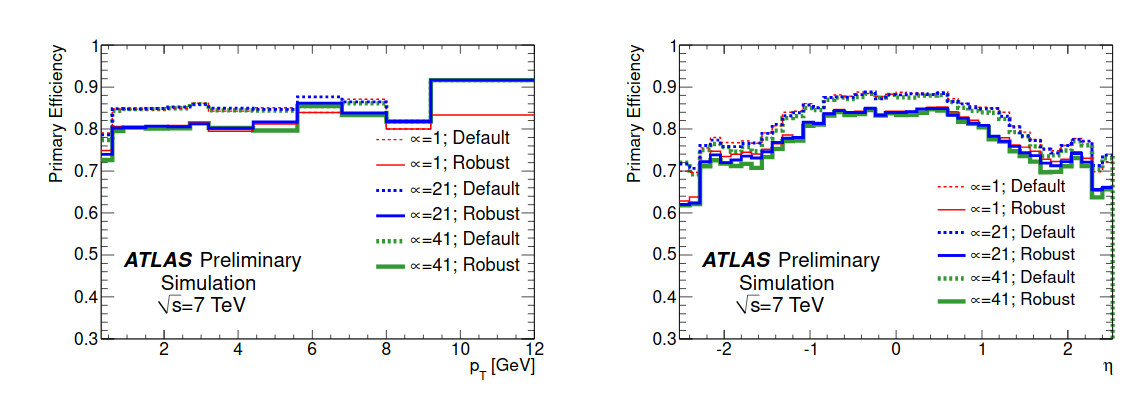 Primary Efficiency
1
0.9
0.8
0.7
0.6
0.5
0.4
0.3
2
4
6
8
10
12
p_T [GeV]
∝=1; Default
∝=1; Robust
∝=21; Default
∝=21; Robust
∝=41; Default
∝=41; Robust
ATLAS Preliminary
Simulation
√s=7 TeV
Primary Efficiency
1
0.9
0.8
0.7
0.6
0.5
0.4
0.3
-2
-1
0
1
2
η
∝=1; Default
∝=1; Robust
∝=21; Default
∝=21; Robust
∝=41; Default
∝=41; Robust
ATLAS Preliminary
Simulation
√s=7 TeV